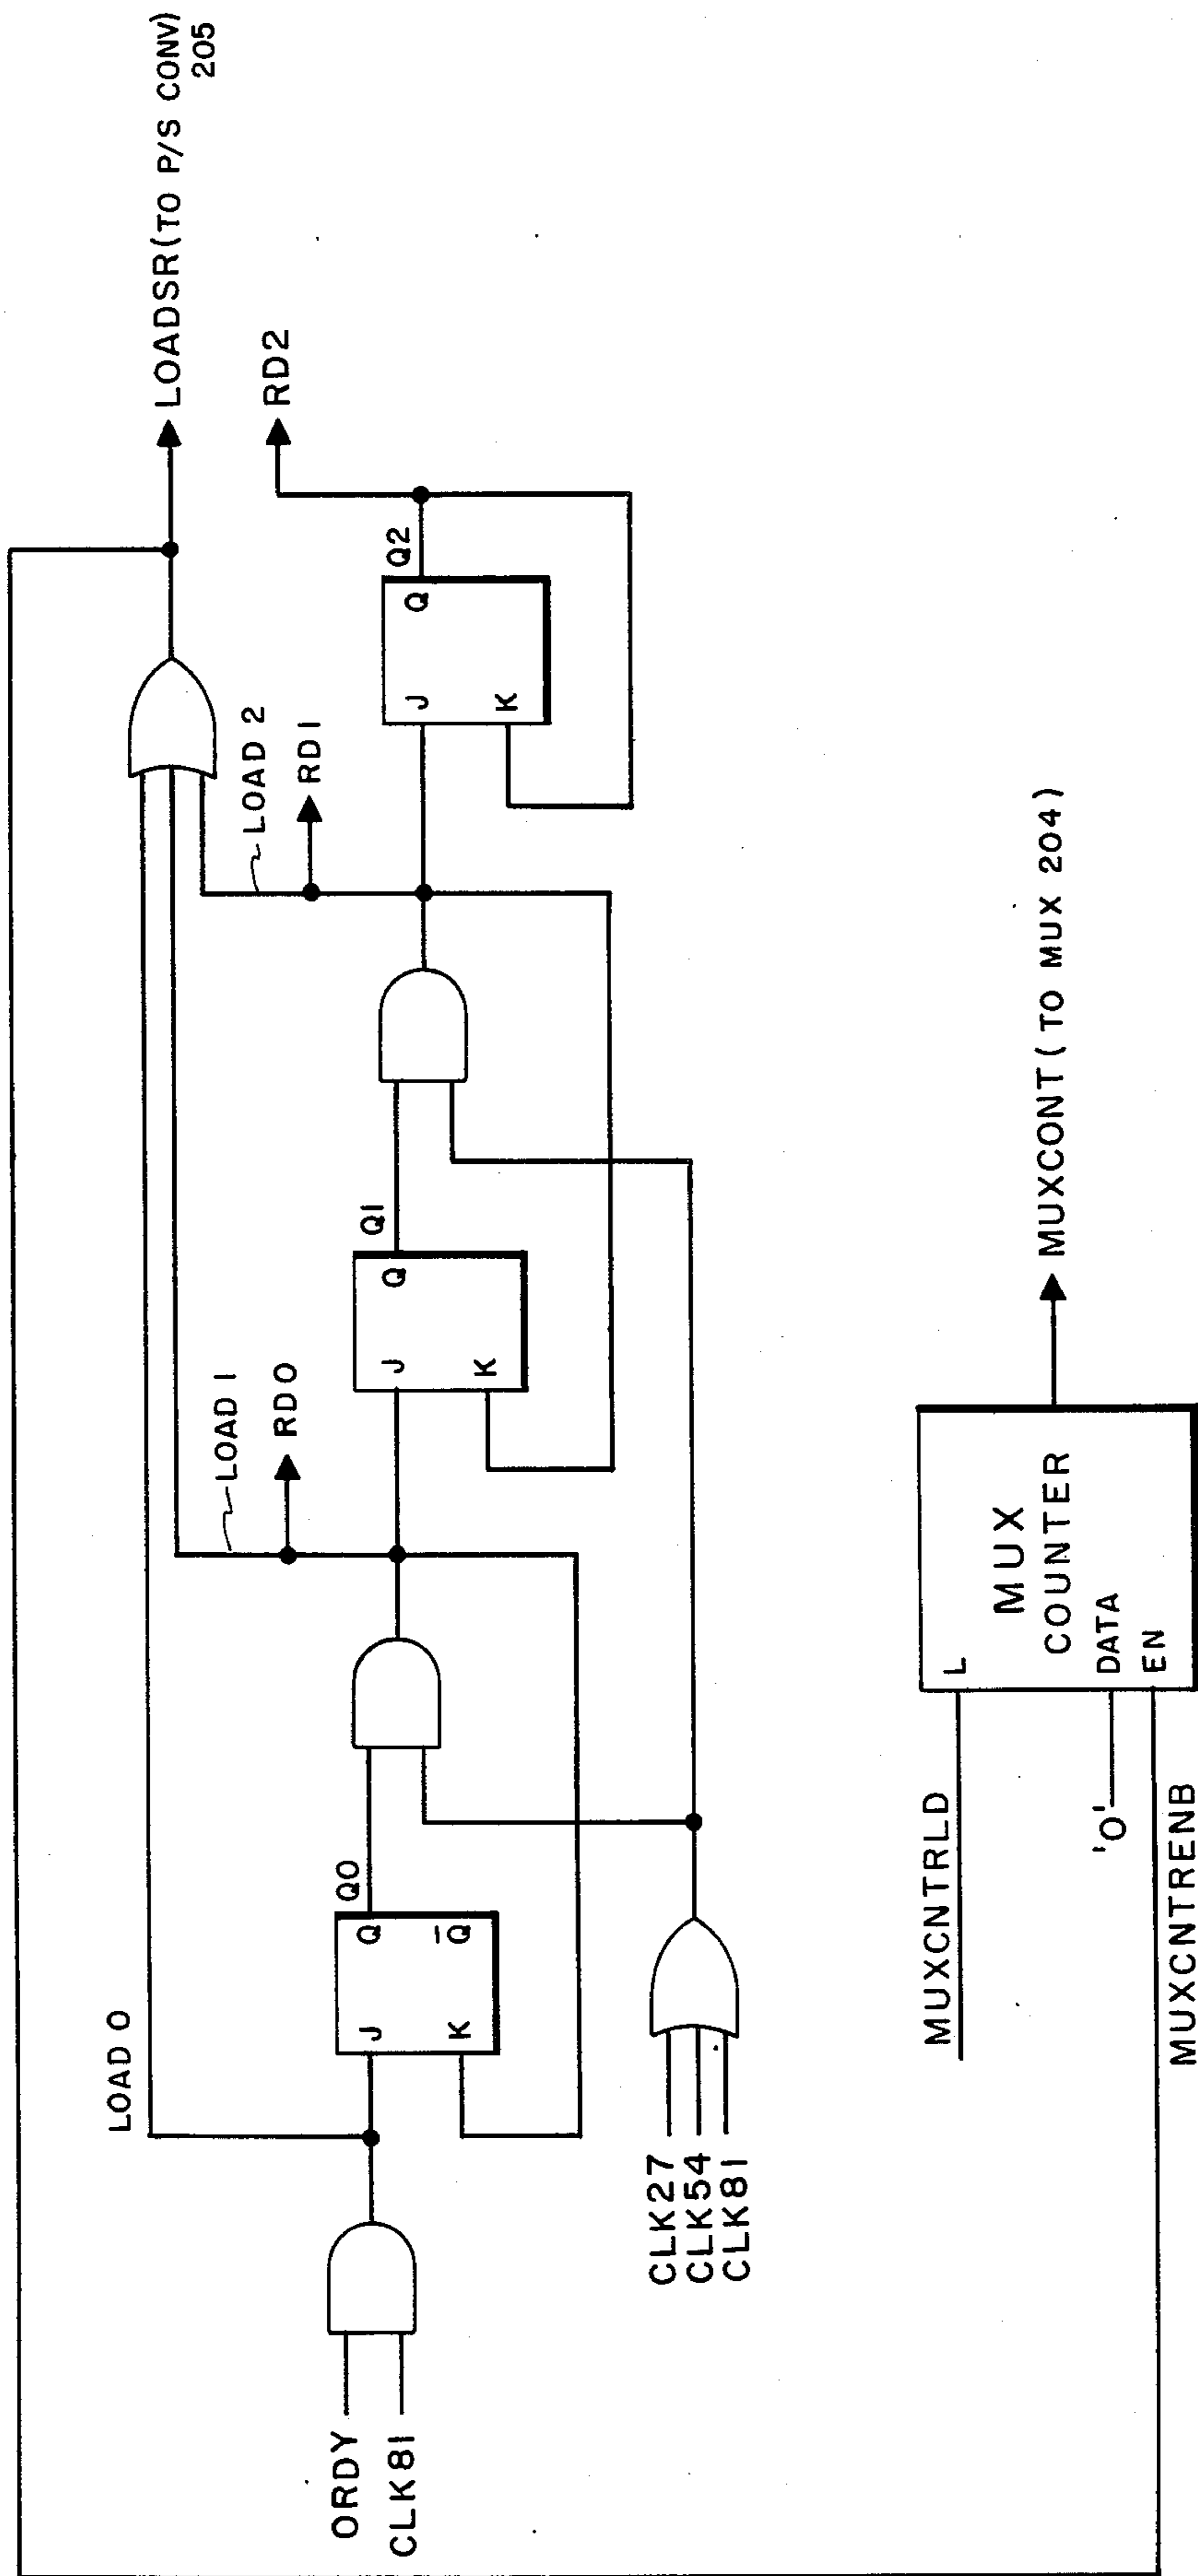 LOADSR(TO P/S CONV)
205
RD2
LOAD 0
LOAD 1
RD0
LOAD 2
RD1
Q0
Q1
Q2
J
Q
K
Q̅
J
Q
K
J
Q
K
ORDY
CLK81
CLK27
CLK54
CLK81
MUXCNTRLD
L
MUX
COUNTER
'0'
DATA
EN
MUXCNTRENB
MUXCONT(TO MUX 204)